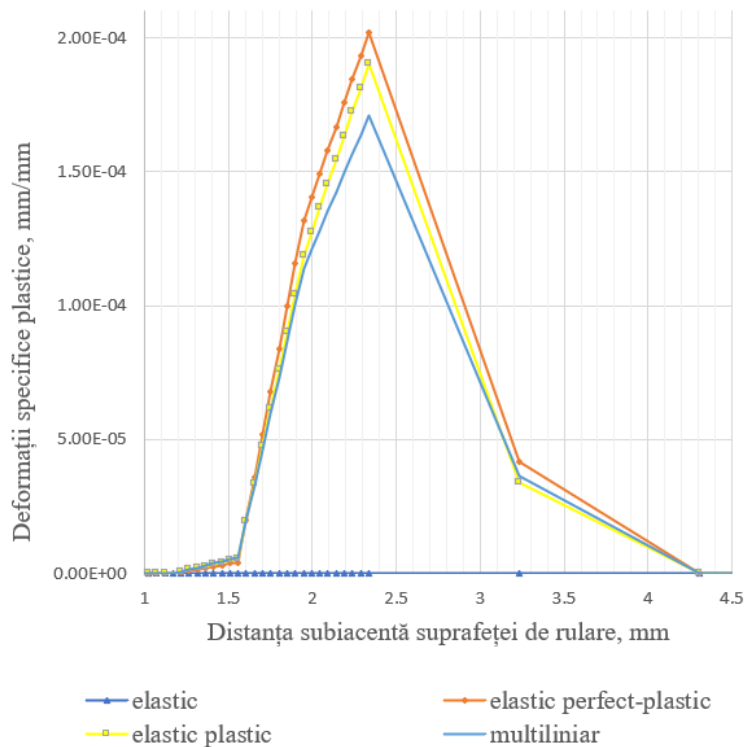 2.00E-04
1.50E-04
1.00E-04
5.00E-05
0.00E+00
Deformații specifice plastice, mm/mm
1 1.5 2 2.5 3 3.5 4 4.5
Distanța subiacentă suprafeței de rulare, mm
elastic
elastic perfect-plastic
elastic plastic
multiliniar